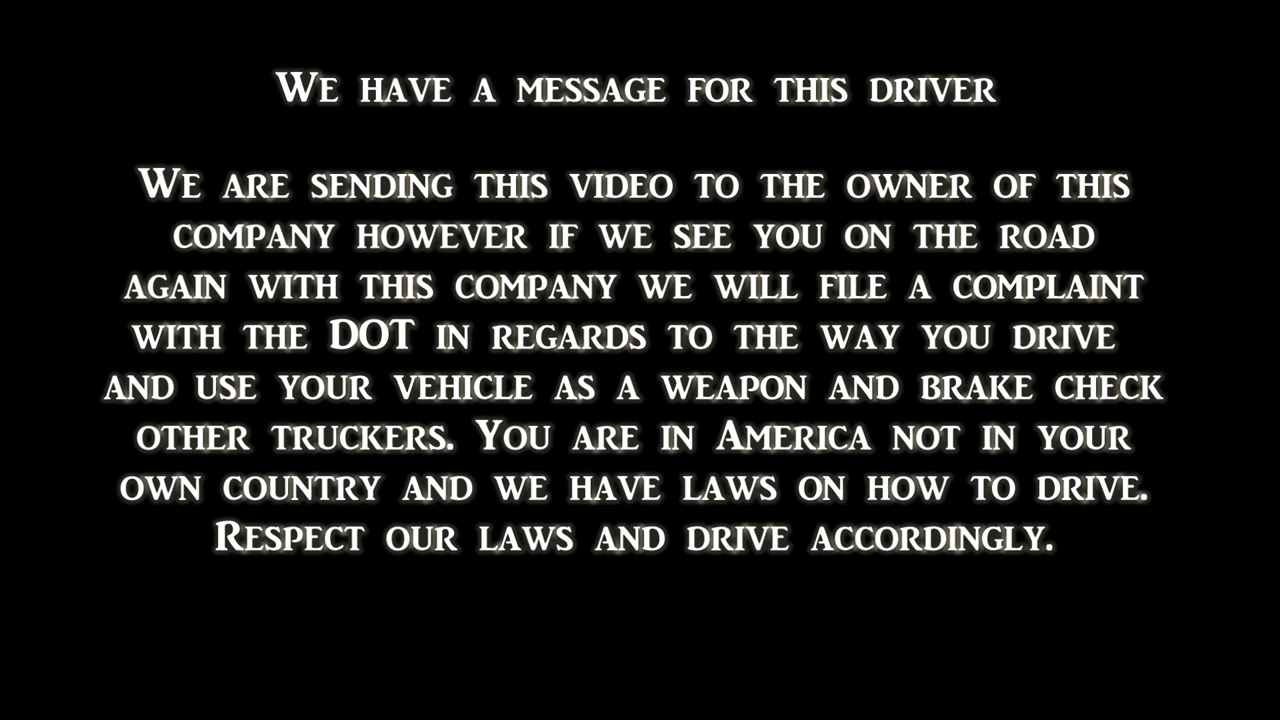 We have a message for this driver
We are sending this video to the owner of this
company however if we see you on the road
again with this company we will file a complaint
with the DOT in regards to the way you drive
and use your vehicle as a weapon and brake check
other truckers. You are in America not in your
own country and we have laws on how to drive.
Respect our laws and drive accordingly.